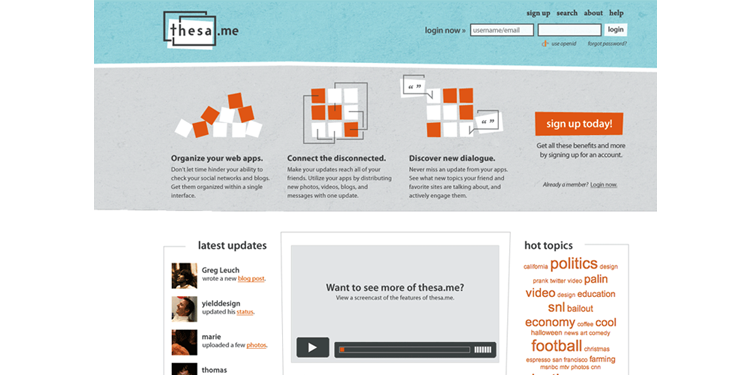 sign up search about help
thesa.me
login now » username/email login
use openid forgot password?
“ ”
“ ”
sign up today!
Get all these benefits and more
by signing up for an account.
Already a member? Login now.
Organize your web apps.
Don't let time hinder your ability to
check your social networks and blogs.
Get them organized within a single
interface.
Connect the disconnected.
Make your updates reach all of your
friends. Utilize your apps by distributing
new photos, videos, blogs, and
messages with one update.
Discover new dialogue.
Never miss an update from your apps.
See what new topics your friend and
favorite sites are talking about, and
actively engage them.
latest updates
Greg Leuch
wrote a new blog post.
yielddesign
updated his status.
marie
uploaded a few photos.
thomas
Want to see more of thesa.me?
View a screencast of the features of thesa.me.
hot topics
california politics design
prank twitter video palin
video design education
snl bailout
economy coffee cool
halloween news art comedy
football christmas
espresso san francisco farming
msnbc mtv photos cnn